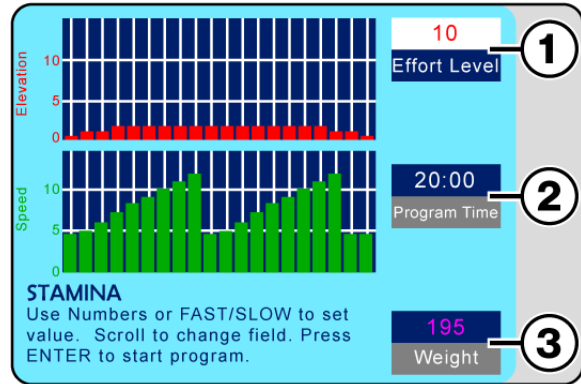 10
Effort Level
1
Elevation
10
5
0
Speed
10
5
0
20:00
Program Time
2
STAMINA
Use Numbers or FAST/SLOW to set
value. Scroll to change field. Press
ENTER to start program.
195
Weight
3